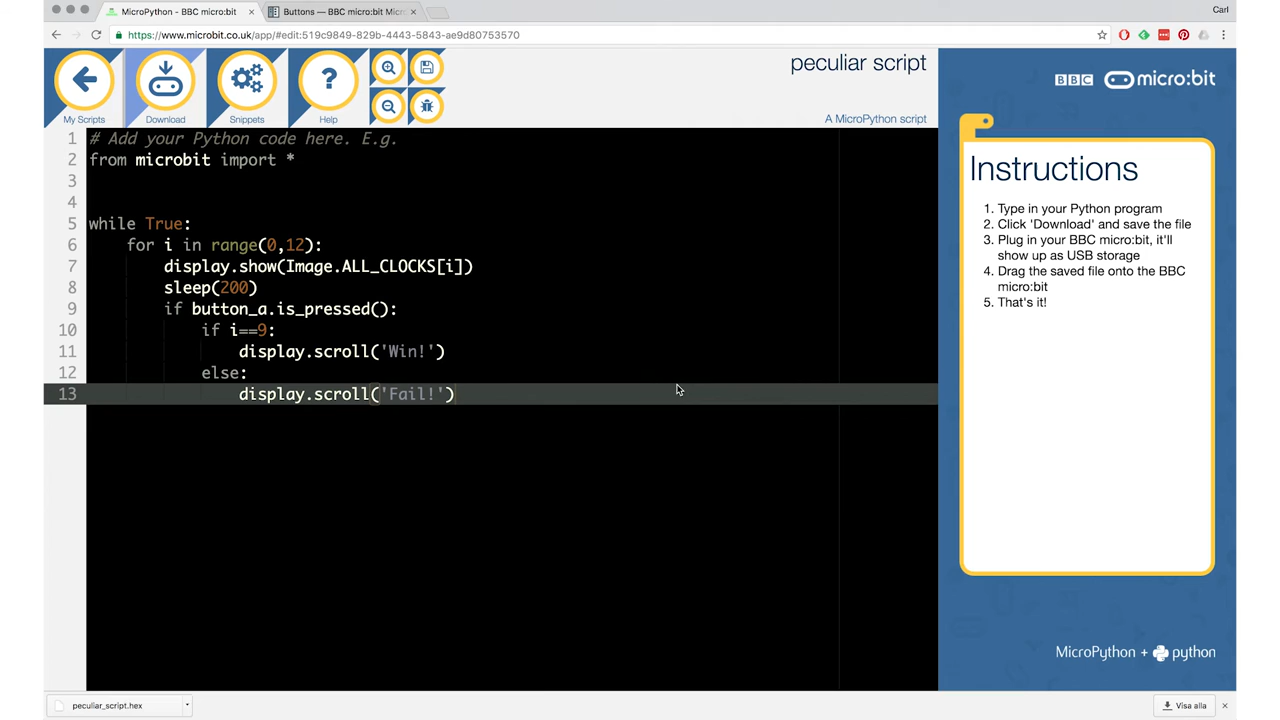 MicroPython - BBC micro:bit
Buttons — BBC micro:bit Micr
Carl
https://www.microbit.co.uk/app/#edit:519c9849-829b-4443-5843-ae9d80753570
My Scripts
Download
Snippets
?
Help
peculiar script
A MicroPython script
BBC micro:bit
1 # Add your Python code here. E.g.
2 from microbit import *
3
4
5 while True:
6 for i in range(0,12):
7 display.show(Image.ALL_CLOCKS[i])
8 sleep(200)
9 if button_a.is_pressed():
10 if i==9:
11 display.scroll('Win!')
12 else:
13 display.scroll('Fail!')
Instructions
1. Type in your Python program
2. Click 'Download' and save the file
3. Plug in your BBC micro:bit, it'll
show up as USB storage
4. Drag the saved file onto the BBC
micro:bit
5. That's it!
MicroPython + python
peculiar_script.hex
Visa alla